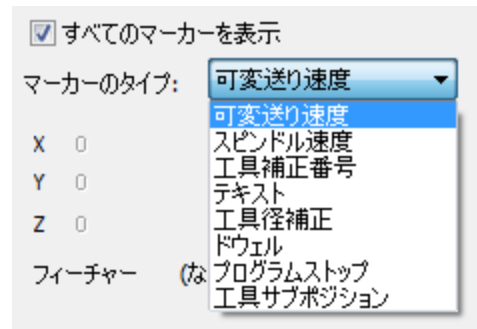 すべてのマーカーを表示
マーカーのタイプ: 可変送り速度
可変送り速度
X 0
スピンドル速度
工具補正番号
Y 0
テキスト
Z 0
工具径補正
ドウェル
フィーチャー (な
プログラムストップ
工具サブポジション